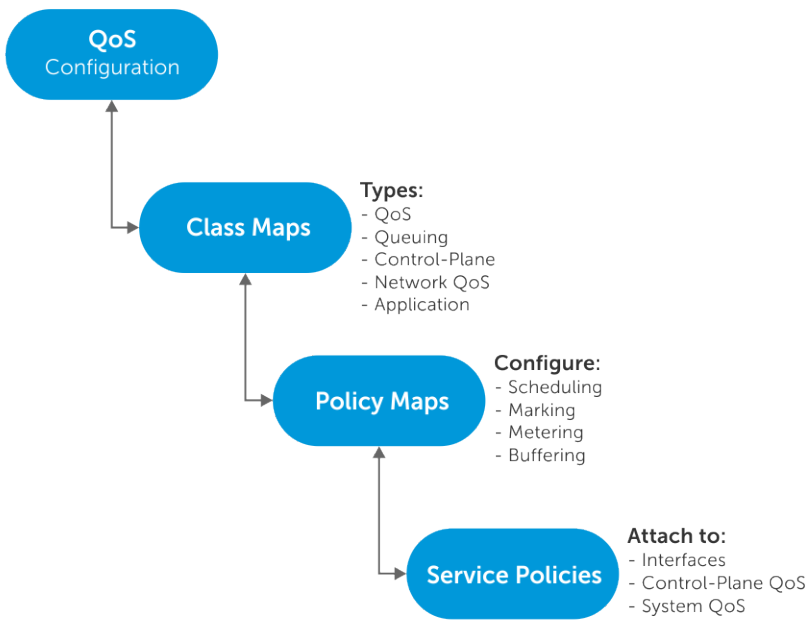 QoS
Configuration
Class Maps
Types:
- QoS
- Queuing
- Control-Plane
- Network QoS
- Application
Policy Maps
Configure:
- Scheduling
- Marking
- Metering
- Buffering
Service Policies
Attach to:
- Interfaces
- Control-Plane QoS
- System QoS